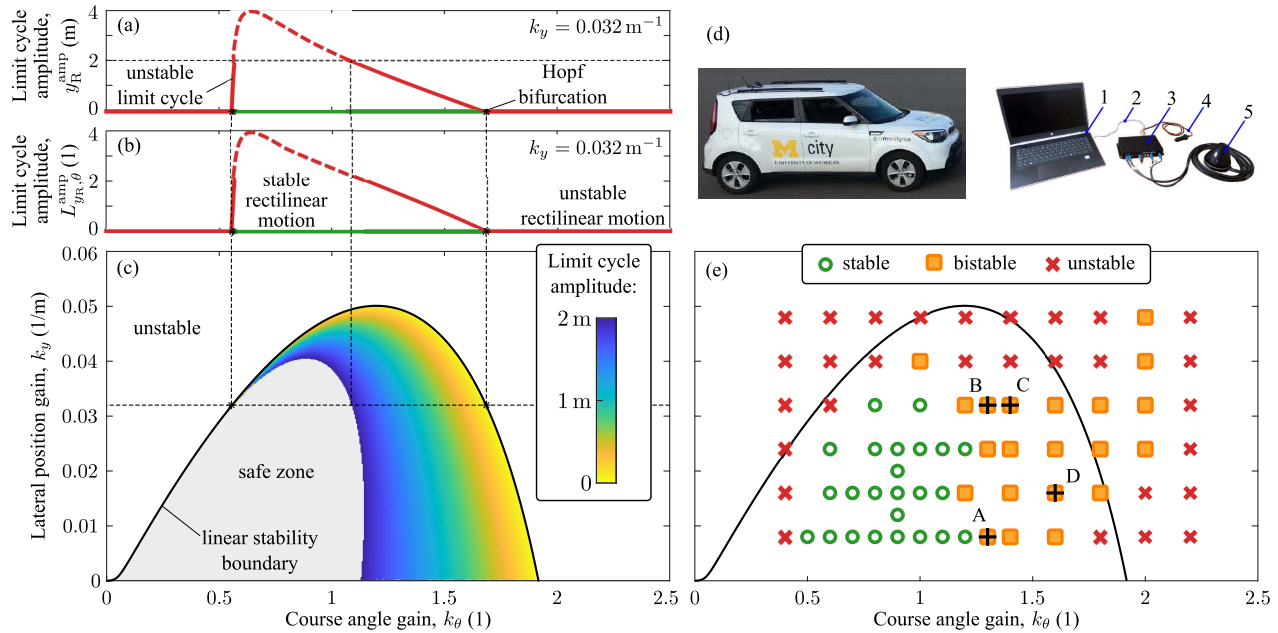 (a)
k_y = 0.032 m⁻¹
Limit cycle
amplitude,
y_R^amp (m)
4
2
0
unstable
limit cycle
Hopf
bifurcation
(b)
k_y = 0.032 m⁻¹
Limit cycle
amplitude,
L^amp_{y_R,θ} (1)
4
2
0
stable
rectilinear
motion
unstable
rectilinear motion
(c)
Lateral position gain, k_y (1/m)
0.06
0.05
0.04
0.03
0.02
0.01
0
unstable
safe zone
linear stability
boundary
Limit cycle
amplitude:
2 m
1 m
0
0 0.5 1 1.5 2 2.5
Course angle gain, k_θ (1)
(d)
M city
UNIVERSITY OF MICHIGAN
1 2 3 4 5
(e)
stable bistable unstable
B C
D
A
0 0.5 1 1.5 2 2.5
Course angle gain, k_θ (1)